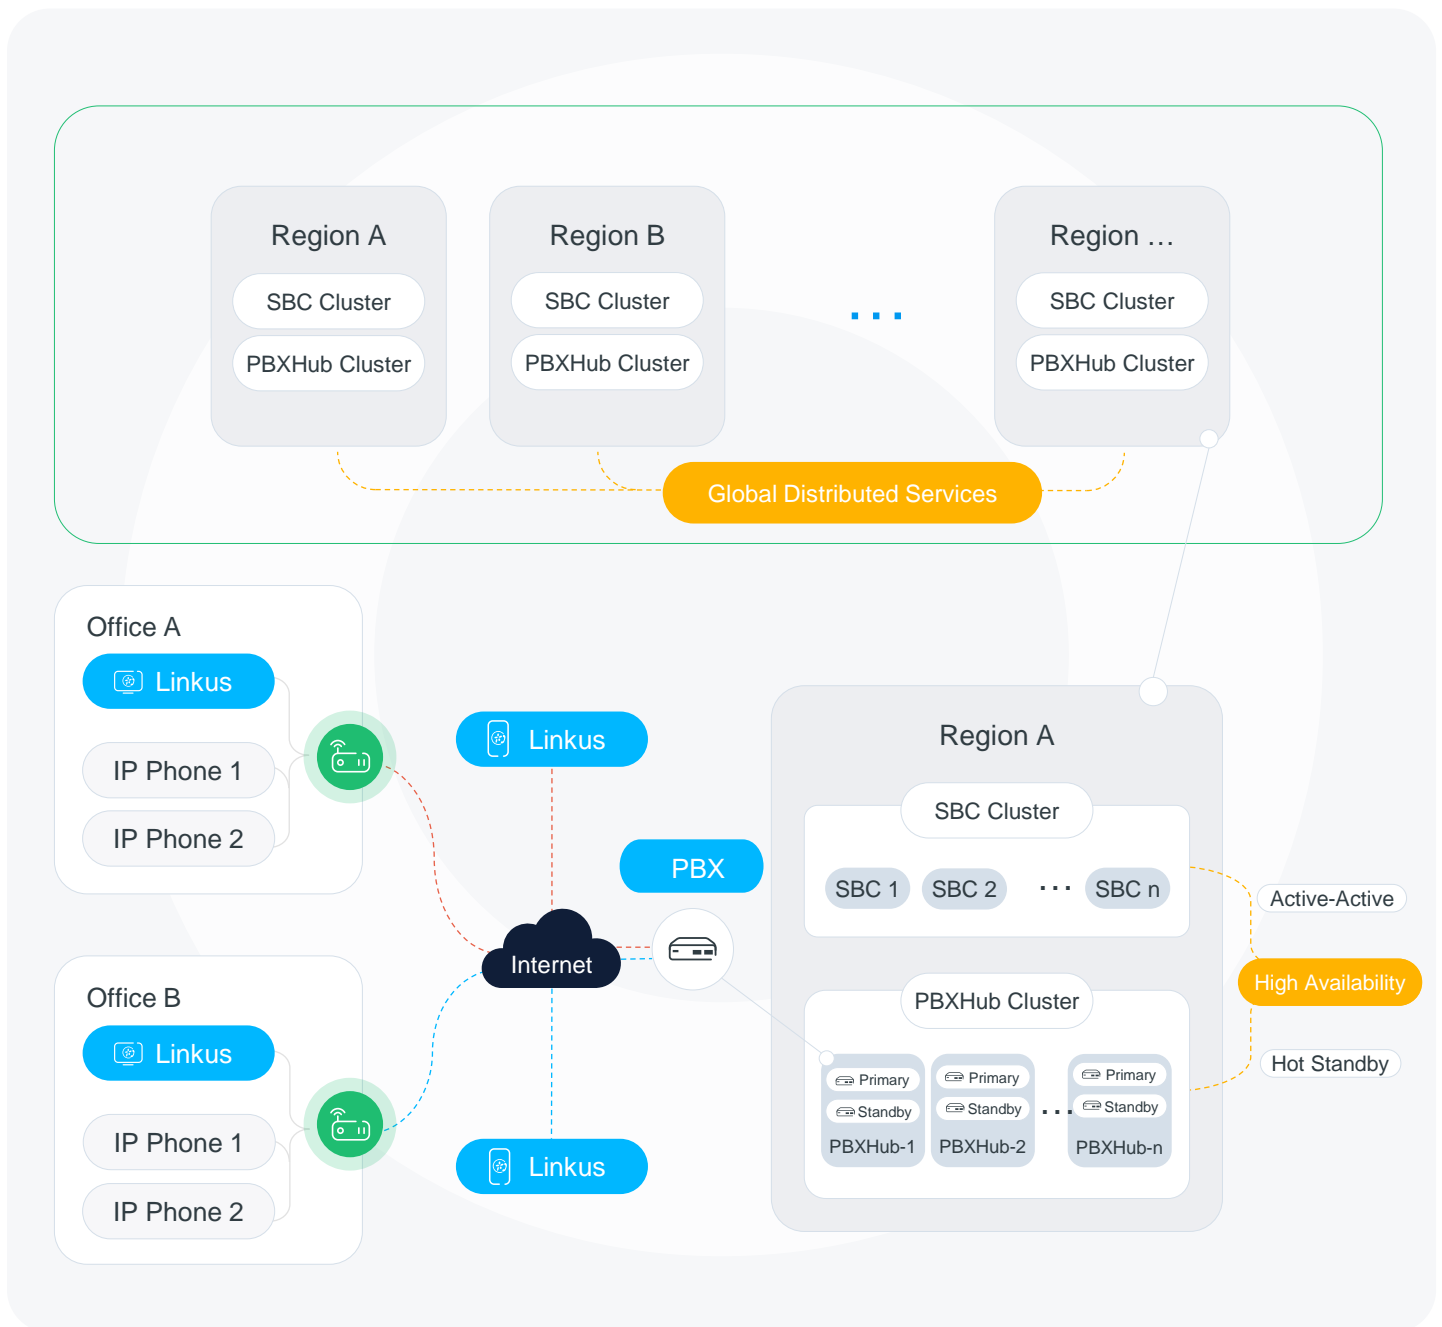 Region A
SBC Cluster
PBXHub Cluster
Region B
SBC Cluster
PBXHub Cluster
...
Region ...
SBC Cluster
PBXHub Cluster
Global Distributed Services
Office A
Linkus
IP Phone 1
IP Phone 2
Office B
Linkus
IP Phone 1
IP Phone 2
Linkus
Internet
Linkus
PBX
Region A
SBC Cluster
SBC 1
SBC 2
...
SBC n
PBXHub Cluster
Primary
Standby
PBXHub-1
Primary
Standby
PBXHub-2
...
Primary
Standby
PBXHub-n
Active-Active
High Availability
Hot Standby